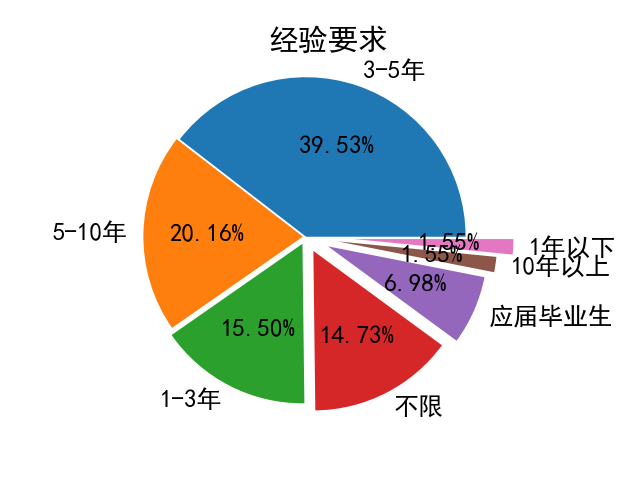 经验要求
3-5年
39.53%
5-10年
20.16%
1-3年
15.50%
不限
14.73%
应届毕业生
6.98%
10年以上
1.55%
1年以下
1.55%